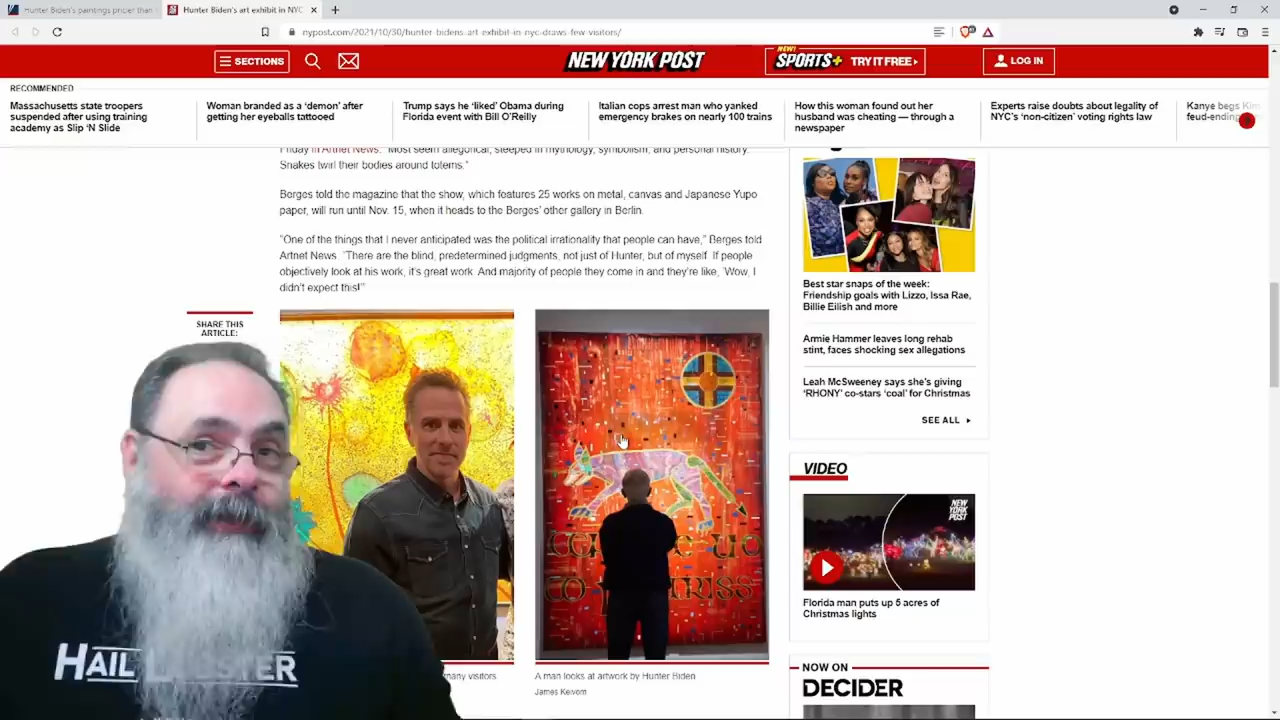 Hunter Biden's paintings pricier than
Hunter Biden's art exhibit in NYC
nypost.com/2021/10/30/hunter-bidens-art-exhibit-in-nyc-draws-few-visitors/
SECTIONS
NEW YORK POST
NEW!
SPORTS+ TRY IT FREE
LOG IN
RECOMMENDED
Massachusetts state troopers
suspended after using training
academy as Slip 'N Slide
Woman branded as a 'demon' after
getting her eyeballs tattooed
Trump says he 'liked' Obama during
Florida event with Bill O'Reilly
Italian cops arrest man who yanked
emergency brakes on nearly 100 trains
How this woman found out her
husband was cheating — through a
newspaper
Experts raise doubts about legality of
NYC's 'non-citizen' voting rights law
Kanye begs Kim
feud-ending
Friday in Artnet News. "Most seem allegorical, steeped in mythology, symbolism, and personal history.
Snakes twirl their bodies around totems."
Berges told the magazine that the show, which features 25 works on metal, canvas and Japanese Yupo
paper, will run until Nov. 15, when it heads to the Berges' other gallery in Berlin.
"One of the things that I never anticipated was the political irrationality that people can have," Berges told
Artnet News. "There are the blind, predetermined judgments, not just of Hunter, but of myself. If people
objectively look at his work, it's great work. And majority of people they come in and they're like, 'Wow, I
didn't expect this!'"
SHARE THIS
ARTICLE:
HAIL
many visitors
A man looks at artwork by Hunter Biden
James Keivom
Best star snaps of the week:
Friendship goals with Lizzo, Issa Rae,
Billie Eilish and more
Armie Hammer leaves long rehab
stint, faces shocking sex allegations
Leah McSweeney says she's giving
'RHONY' co-stars 'coal' for Christmas
SEE ALL
VIDEO
NEW
YORK
POST
Florida man puts up 5 acres of
Christmas lights
NOW ON
DECIDER